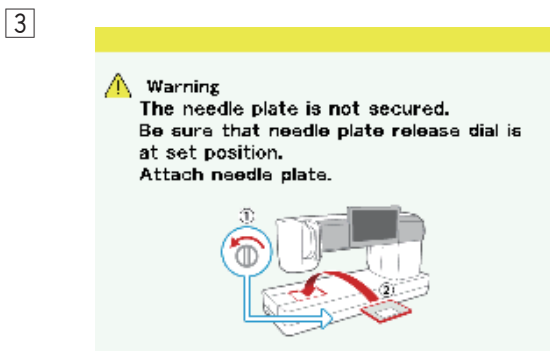 3
Warning
The needle plate is not secured.
Be sure that needle plate release dial is
at set position.
Attach needle plate.
①
②